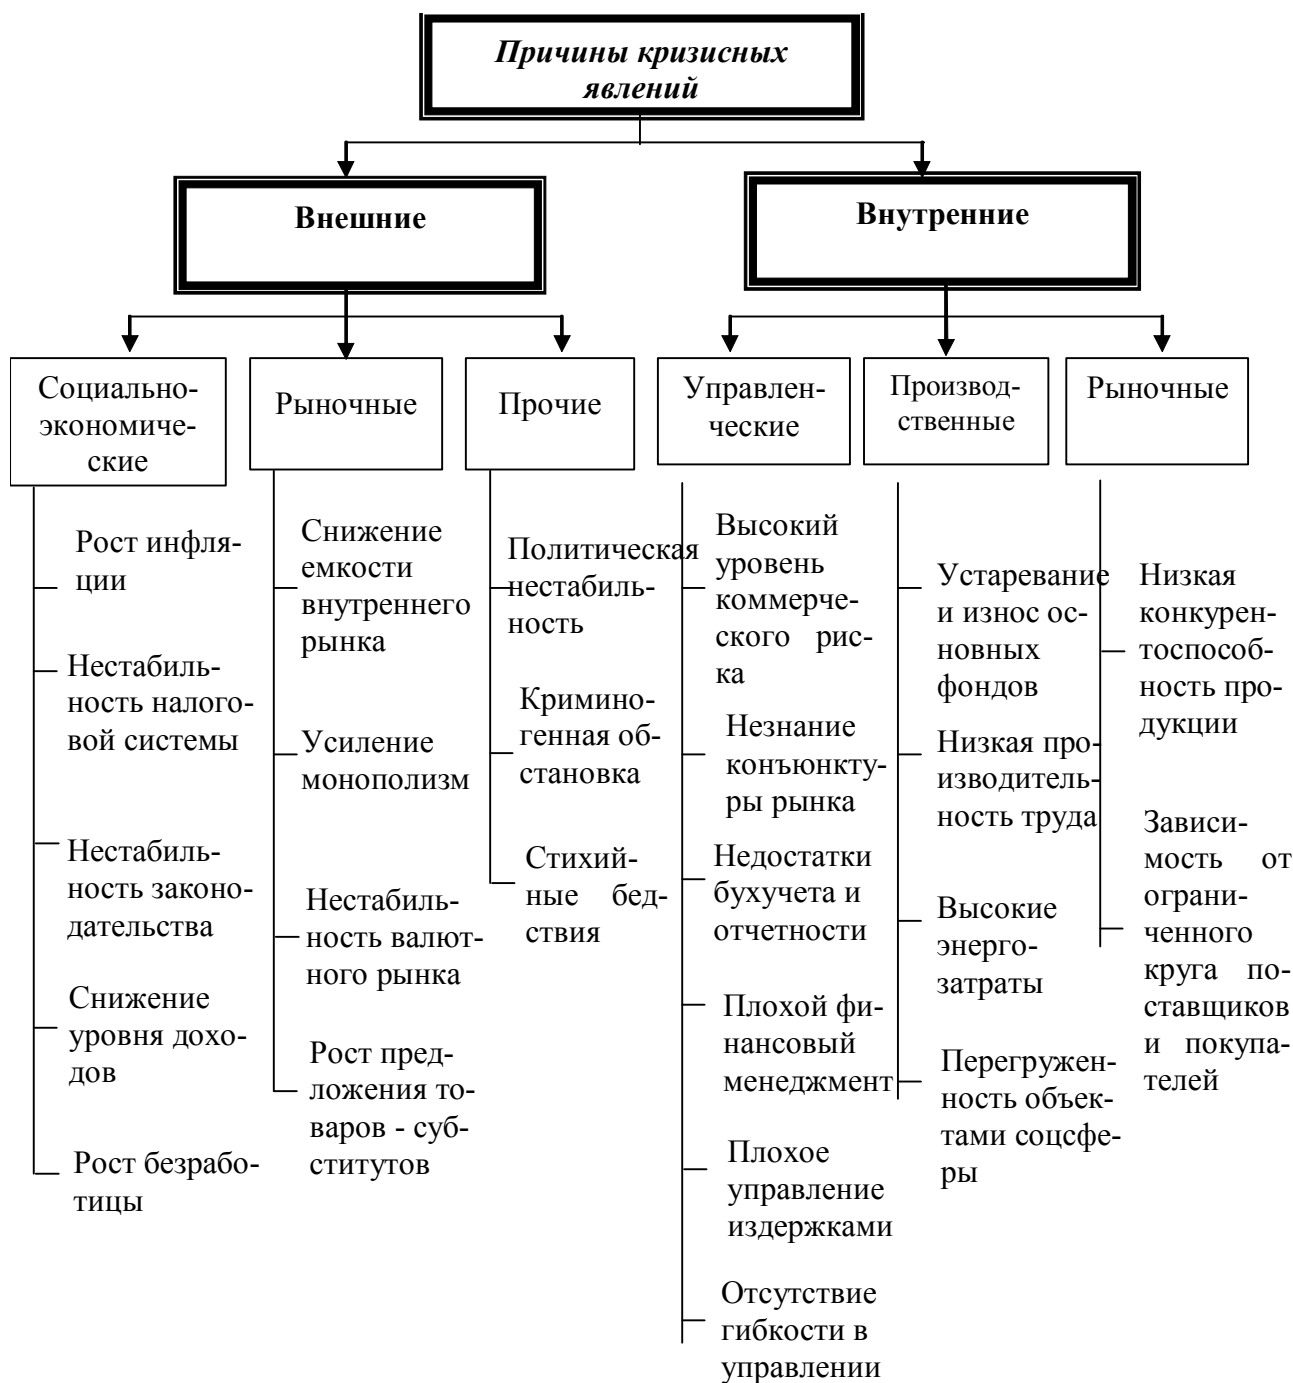 Причины кризисных
явлений
Внешние
Внутренние
Социально-
экономиче-
ские
Рыночные
Прочие
Управлен-
ческие
Производ-
ственные
Рыночные
Рост инфля-
ции
Нестабиль-
ность налого-
вой системы
Нестабиль-
ность законо-
дательства
Снижение
уровня дохо-
дов
Рост безрабо-
тицы
Снижение
емкости
внутреннего
рынка
Усиление
монополизм
Нестабиль-
ность валют-
ного рынка
Рост пред-
ложения то-
варов - суб-
ститутов
Политическая
нестабиль-
ность
Кримино-
генная об-
становка
Стихий-
ные бед-
ствия
Высокий
уровень
коммерче-
ского рис-
ка
Незнание
конъюнкту-
ры рынка
Недостатки
бухучета и
отчетности
Плохой фи-
нансовый
менеджмент
Плохое
управление
издержками
Отсутствие
гибкости в
управлении
Устаревание
и износ ос-
новных
фондов
Низкая про-
изводитель-
ность труда
Высокие
энерго-
затраты
Перегружен-
ность объек-
тами соцсфе-
ры
Низкая
конкурен-
тоспособ-
ность про-
дукции
Зависи-
мость от
ограни-
ченного
круга по-
ставщиков
и покупа-
телей